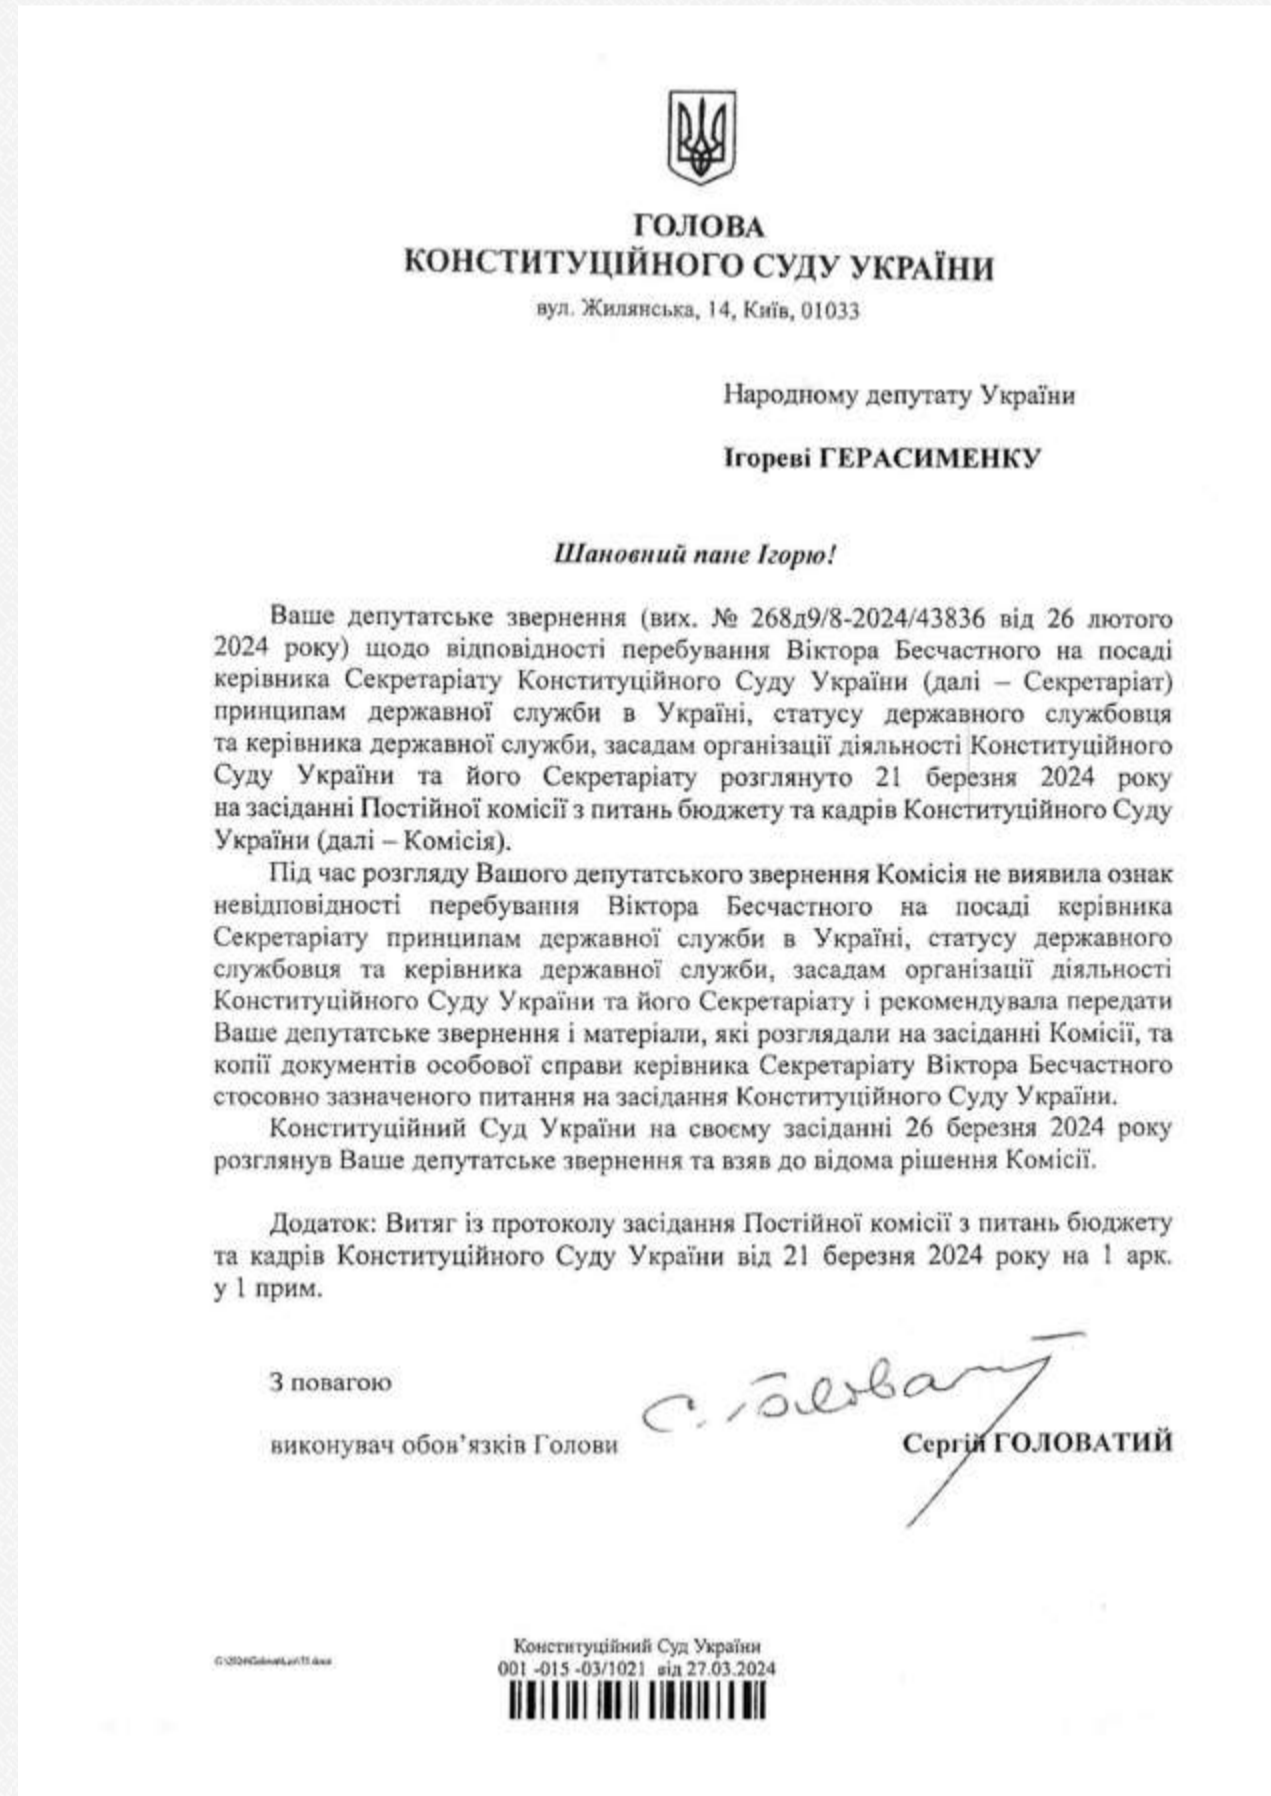 ГОЛОВА
КОНСТИТУЦІЙНОГО СУДУ УКРАЇНИ
вул. Жилянська, 14, Київ, 01033
Народному депутату України
Ігореві ГЕРАСИМЕНКУ
Шановний пане Ігорю!
Ваше депутатське звернення (вих. № 268д9/8-2024/43836 від 26 лютого
2024 року) щодо відповідності перебування Віктора Бесчастного на посаді
керівника Секретаріату Конституційного Суду України (далі – Секретаріат)
принципам державної служби в Україні, статусу державного службовця
та керівника державної служби, засадам організації діяльності Конституційного
Суду України та його Секретаріату розглянуто 21 березня 2024 року
на засіданні Постійної комісії з питань бюджету та кадрів Конституційного Суду
України (далі – Комісія).
Під час розгляду Вашого депутатського звернення Комісія не виявила ознак
невідповідності перебування Віктора Бесчастного на посаді керівника
Секретаріату принципам державної служби в Україні, статусу державного
службовця та керівника державної служби, засадам організації діяльності
Конституційного Суду України та його Секретаріату і рекомендувала передати
Ваше депутатське звернення і матеріали, які розглядали на засіданні Комісії, та
копії документів особової справи керівника Секретаріату Віктора Бесчастного
стосовно зазначеного питання на засідання Конституційного Суду України.
Конституційний Суд України на своєму засіданні 26 березня 2024 року
розглянув Ваше депутатське звернення та взяв до відома рішення Комісії.
Додаток: Витяг із протоколу засідання Постійної комісії з питань бюджету
та кадрів Конституційного Суду України від 21 березня 2024 року на 1 арк.
у 1 прим.
З повагою
С. Головатий
виконувач обов’язків Голови Сергій ГОЛОВАТИЙ
Конституційний Суд України
001 -015 -03/1021 від 27.03.2024